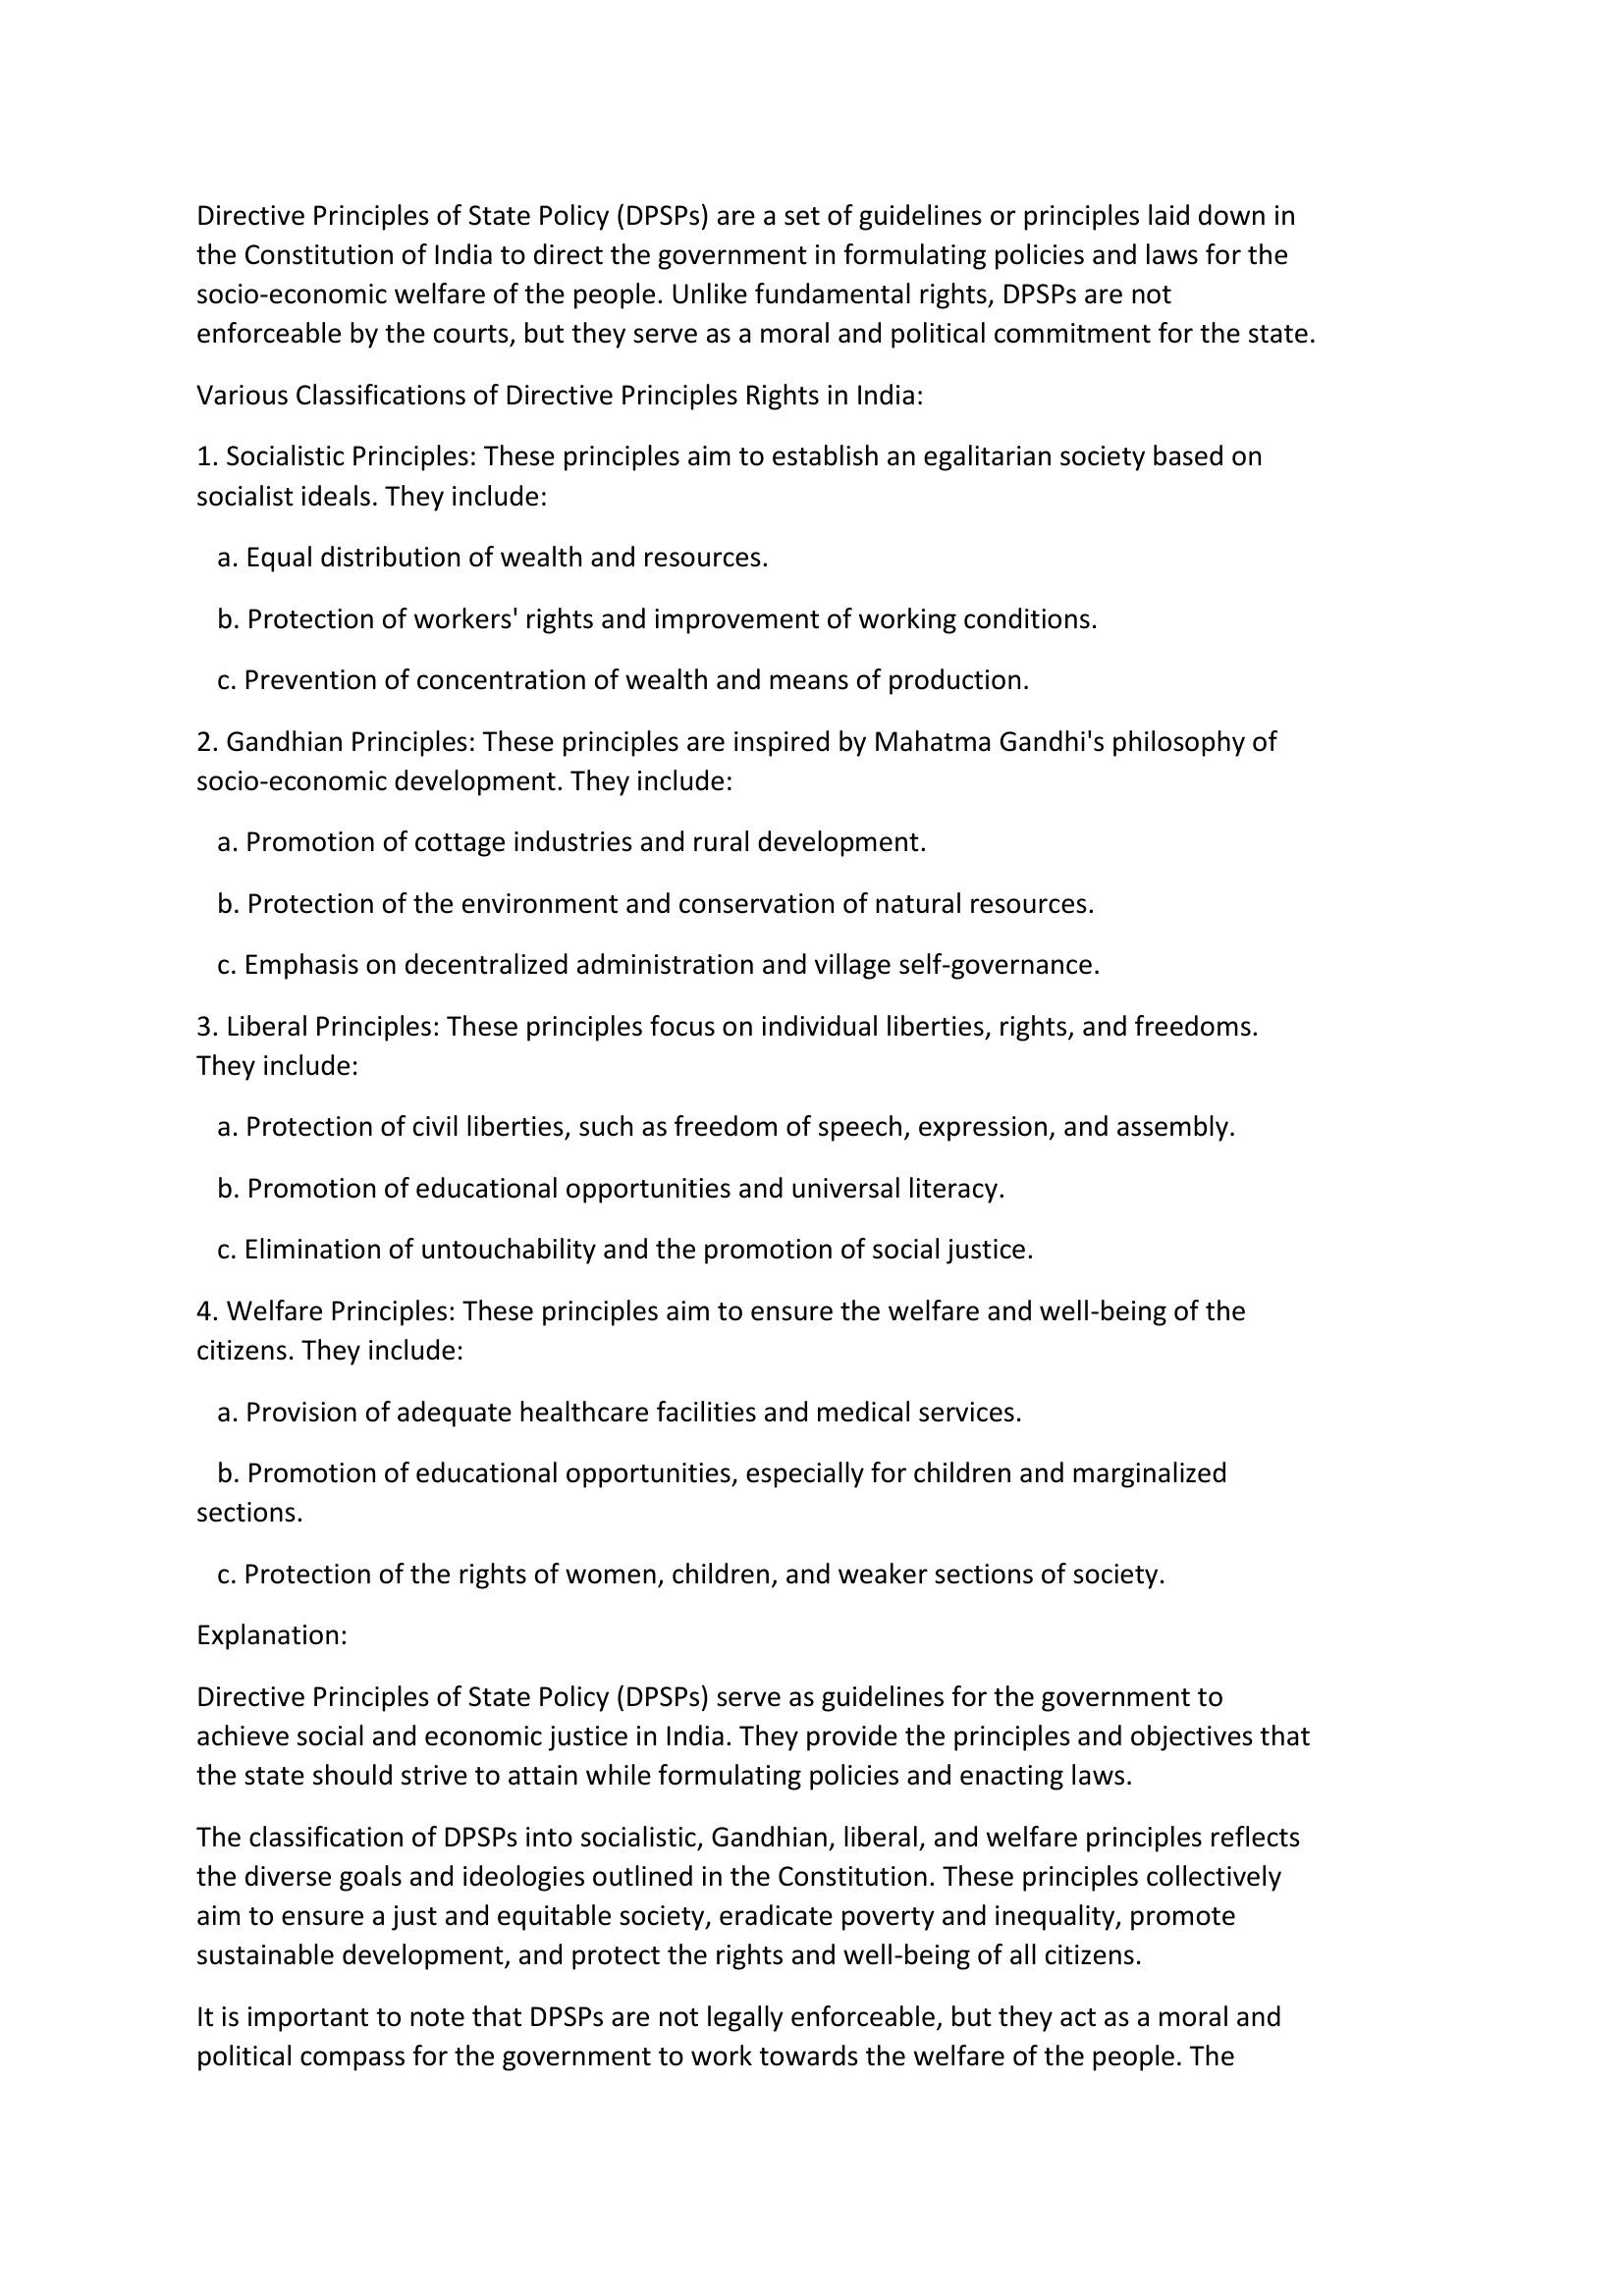 Directive Principles of State Policy (DPSPs) are a set of guidelines or principles laid down in
the Constitution of India to direct the government in formulating policies and laws for the
socio-economic welfare of the people. Unlike fundamental rights, DPSPs are not
enforceable by the courts, but they serve as a moral and political commitment for the state.
Various Classifications of Directive Principles Rights in India:
1. Socialistic Principles: These principles aim to establish an egalitarian society based on
socialist ideals. They include:
a. Equal distribution of wealth and resources.
b. Protection of workers' rights and improvement of working conditions.
c. Prevention of concentration of wealth and means of production.
2. Gandhian Principles: These principles are inspired by Mahatma Gandhi's philosophy of
socio-economic development. They include:
a. Promotion of cottage industries and rural development.
b. Protection of the environment and conservation of natural resources.
c. Emphasis on decentralized administration and village self-governance.
3. Liberal Principles: These principles focus on individual liberties, rights, and freedoms.
They include:
a. Protection of civil liberties, such as freedom of speech, expression, and assembly.
b. Promotion of educational opportunities and universal literacy.
c. Elimination of untouchability and the promotion of social justice.
4. Welfare Principles: These principles aim to ensure the welfare and well-being of the
citizens. They include:
a. Provision of adequate healthcare facilities and medical services.
b. Promotion of educational opportunities, especially for children and marginalized
sections.
c. Protection of the rights of women, children, and weaker sections of society.
Explanation:
Directive Principles of State Policy (DPSPs) serve as guidelines for the government to
achieve social and economic justice in India. They provide the principles and objectives that
the state should strive to attain while formulating policies and enacting laws.
The classification of DPSPs into socialistic, Gandhian, liberal, and welfare principles reflects
the diverse goals and ideologies outlined in the Constitution. These principles collectively
aim to ensure a just and equitable society, eradicate poverty and inequality, promote
sustainable development, and protect the rights and well-being of all citizens.
It is important to note that DPSPs are not legally enforceable, but they act as a moral and
political compass for the government to work towards the welfare of the people. The